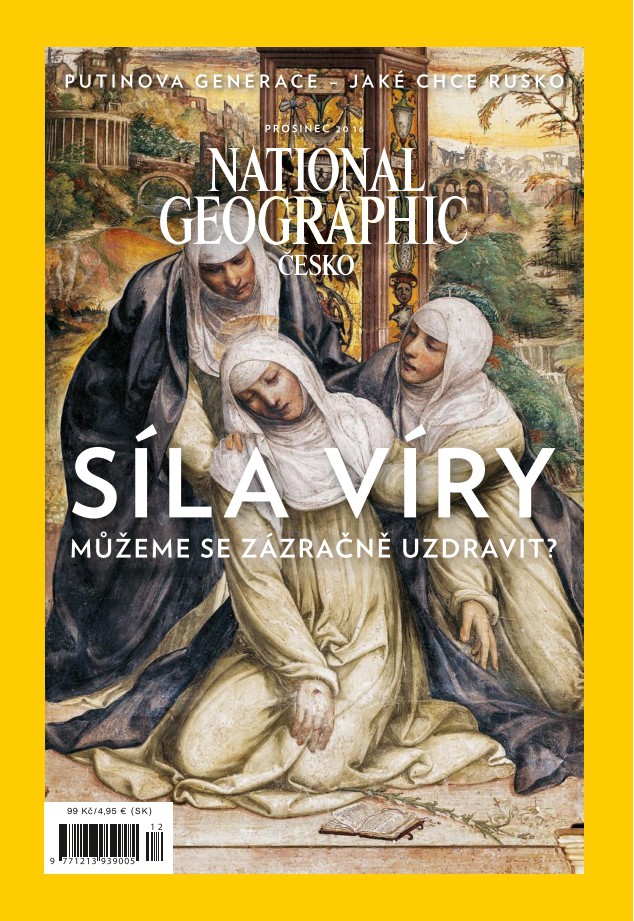 PUTINOVA GENERACE – JAKÉ CHCE RUSKO
PROSINEC 2016
NATIONAL
GEOGRAPHIC
ČESKO
SÍLA VÍRY
MŮŽEME SE ZÁZRAČNĚ UZDRAVIT?
99 Kč/4,95 € (SK)
12
9 771213 939005